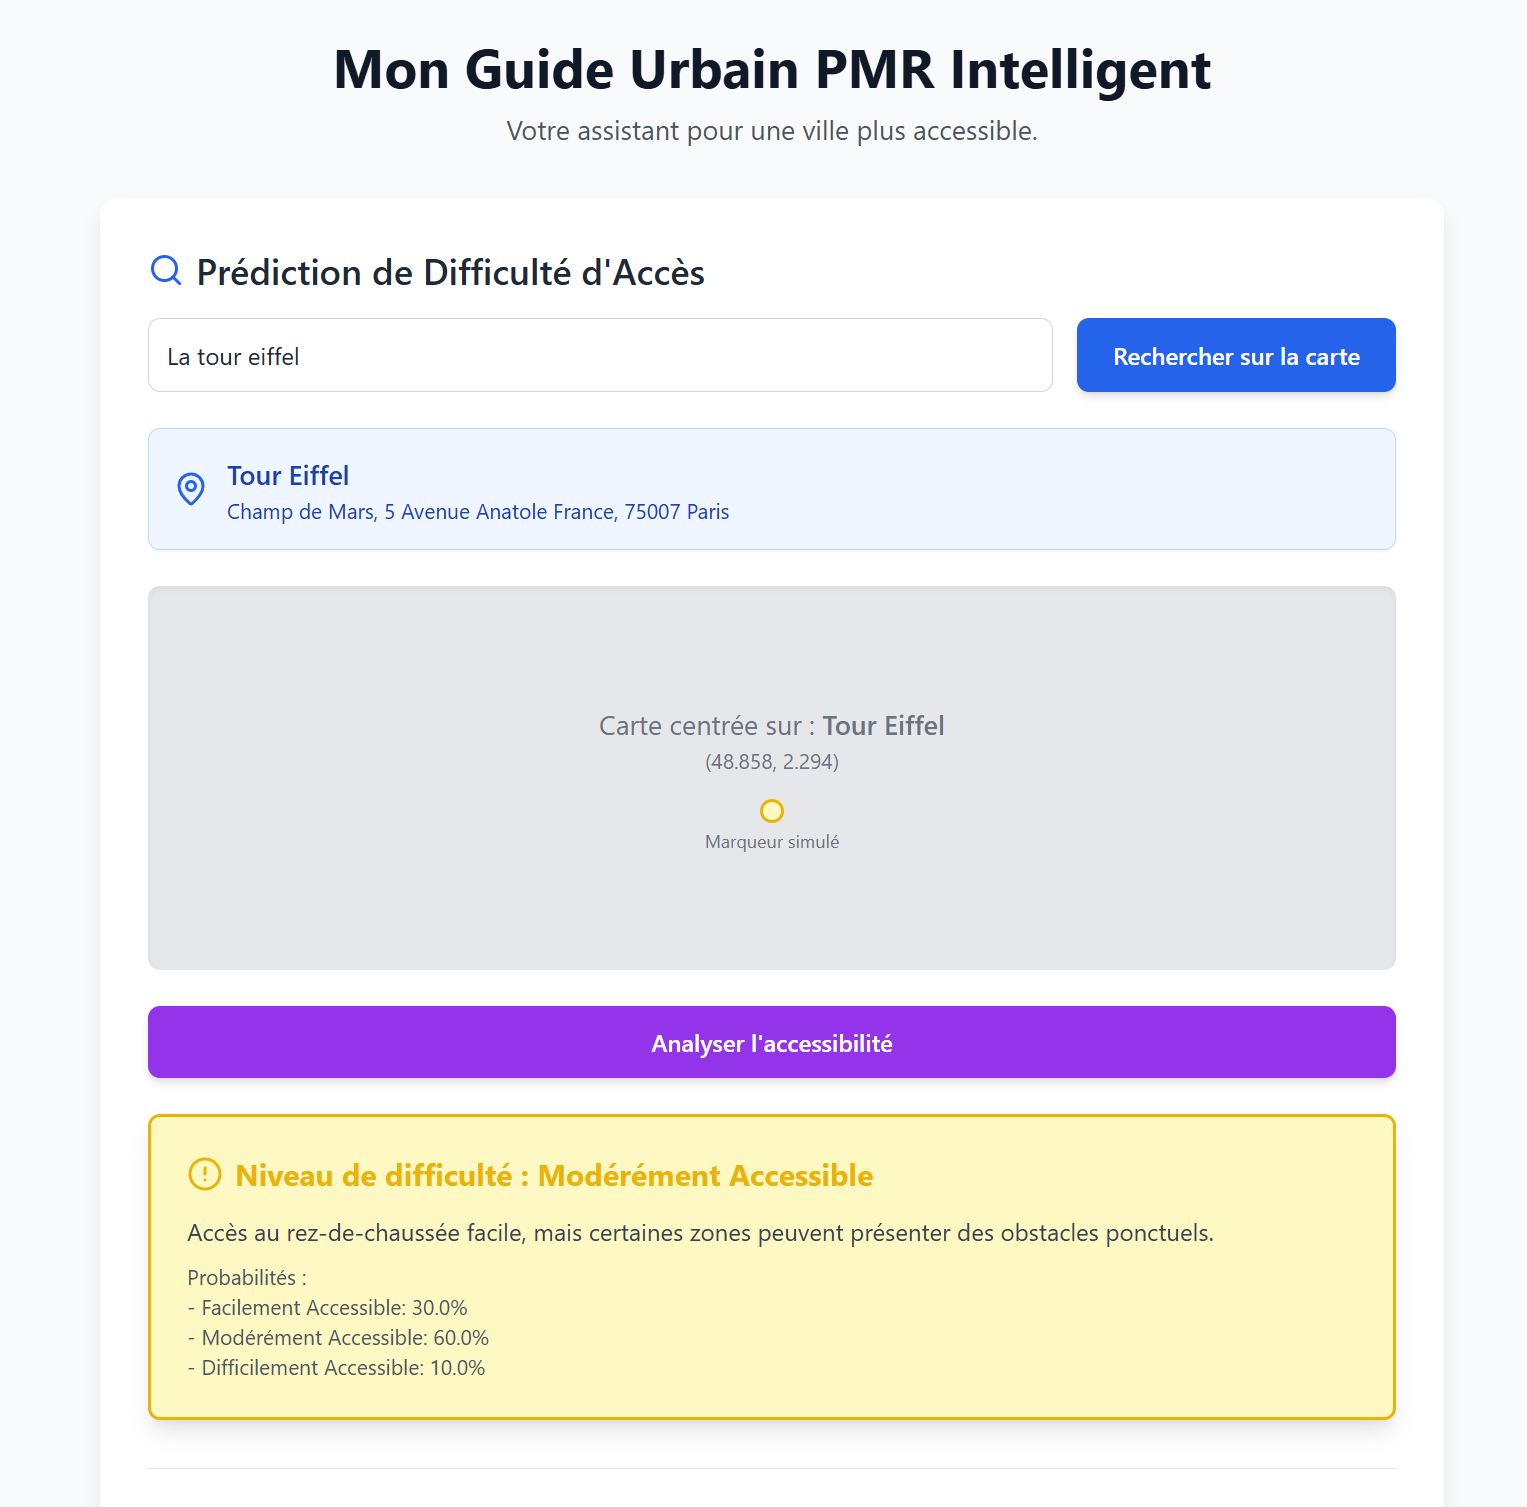 Mon Guide Urbain PMR Intelligent
Votre assistant pour une ville plus accessible.
Prédiction de Difficulté d'Accès
La tour eiffel
Rechercher sur la carte
Tour Eiffel
Champ de Mars, 5 Avenue Anatole France, 75007 Paris
Carte centrée sur : Tour Eiffel
(48.858, 2.294)
Marqueur simulé
Analyser l'accessibilité
Niveau de difficulté : Modérément Accessible
Accès au rez-de-chaussée facile, mais certaines zones peuvent présenter des obstacles ponctuels.
Probabilités :
- Facilement Accessible: 30.0%
- Modérément Accessible: 60.0%
- Difficilement Accessible: 10.0%